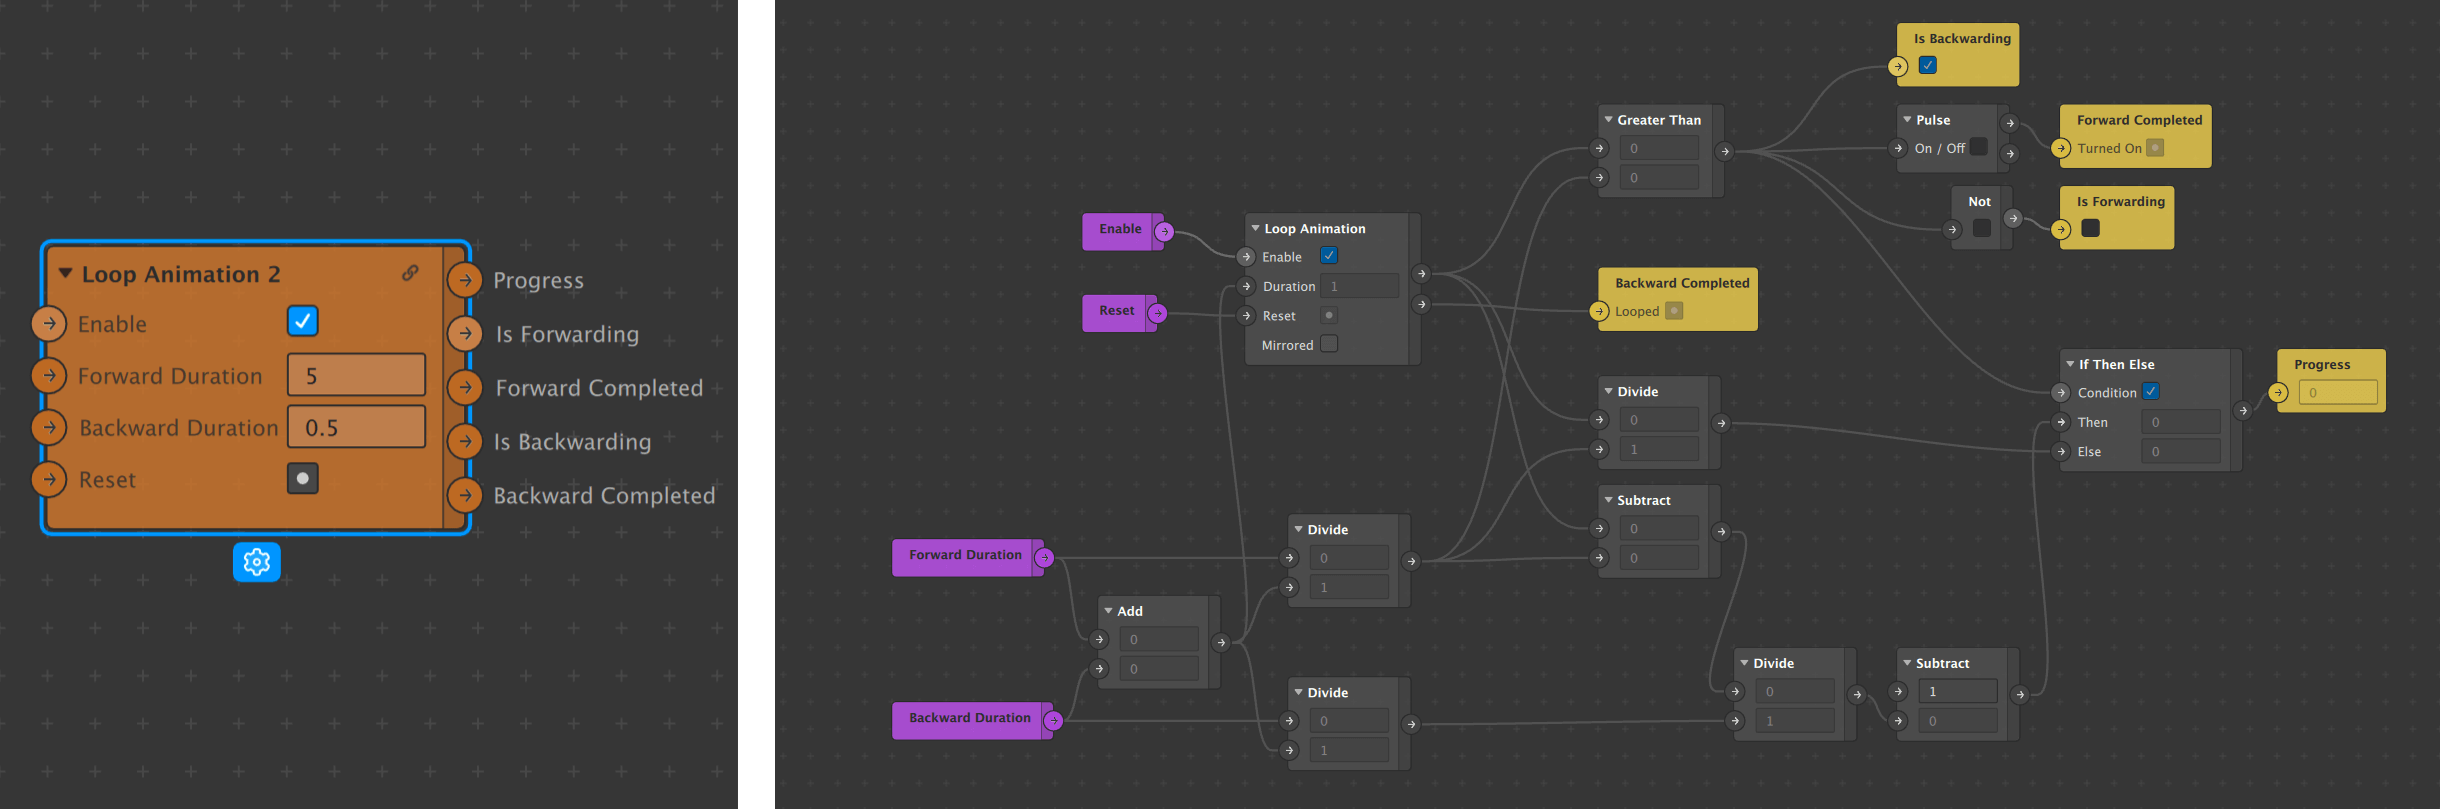 Loop Animation 2
Enable
Forward Duration 5
Backward Duration 0.5
Reset
Progress
Is Forwarding
Forward Completed
Is Backwarding
Backward Completed
Enable
Reset
Forward Duration
Backward Duration
Add
0
0
Loop Animation
Enable
Duration 1
Reset
Mirrored
Divide
0
1
Divide
0
1
Greater Than
0
0
Backward Completed
Looped
Divide
0
1
Subtract
0
0
Divide
0
1
Is Backwarding
Pulse
On / Off
Forward Completed
Turned On
Not
Is Forwarding
If Then Else
Condition
Then 0
Else 0
Progress
0
Subtract
1
0